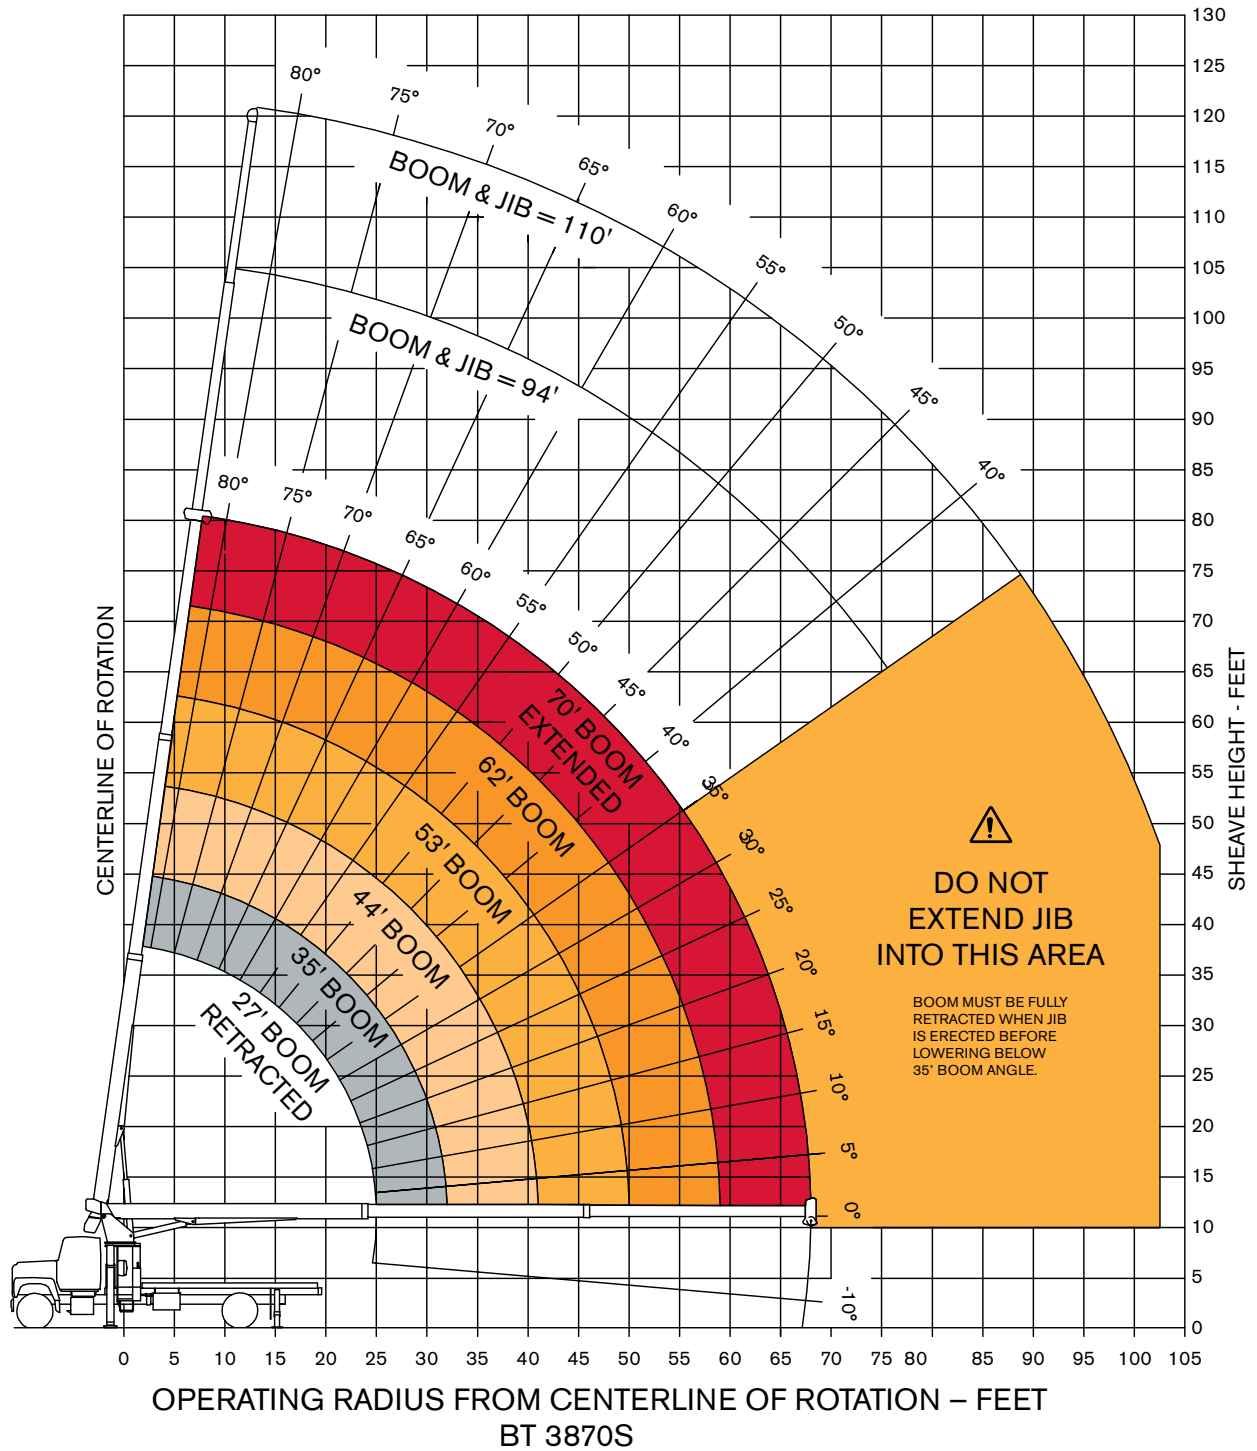 130
125
120
115
110
105
100
95
90
85
80
75
70
65
60
55
50
45
40
35
30
25
20
15
10
5
0
SHEAVE HEIGHT - FEET
CENTERLINE OF ROTATION
80°
75°
70°
65°
60°
55°
50°
45°
40°
BOOM & JIB = 110'
BOOM & JIB = 94'
80°
75°
70°
65°
60°
55°
50°
45°
40°
35°
30°
25°
20°
15°
10°
5°
0°
-10°
70' BOOM
EXTENDED
62' BOOM
53' BOOM
44' BOOM
35' BOOM
27' BOOM
RETRACTED
DO NOT
EXTEND JIB
INTO THIS AREA
BOOM MUST BE FULLY
RETRACTED WHEN JIB
IS ERECTED BEFORE
LOWERING BELOW
35° BOOM ANGLE.
0 5 10 15 20 25 30 35 40 45 50 55 60 65 70 75 80 85 90 95 100 105
OPERATING RADIUS FROM CENTERLINE OF ROTATION – FEET
BT 3870S